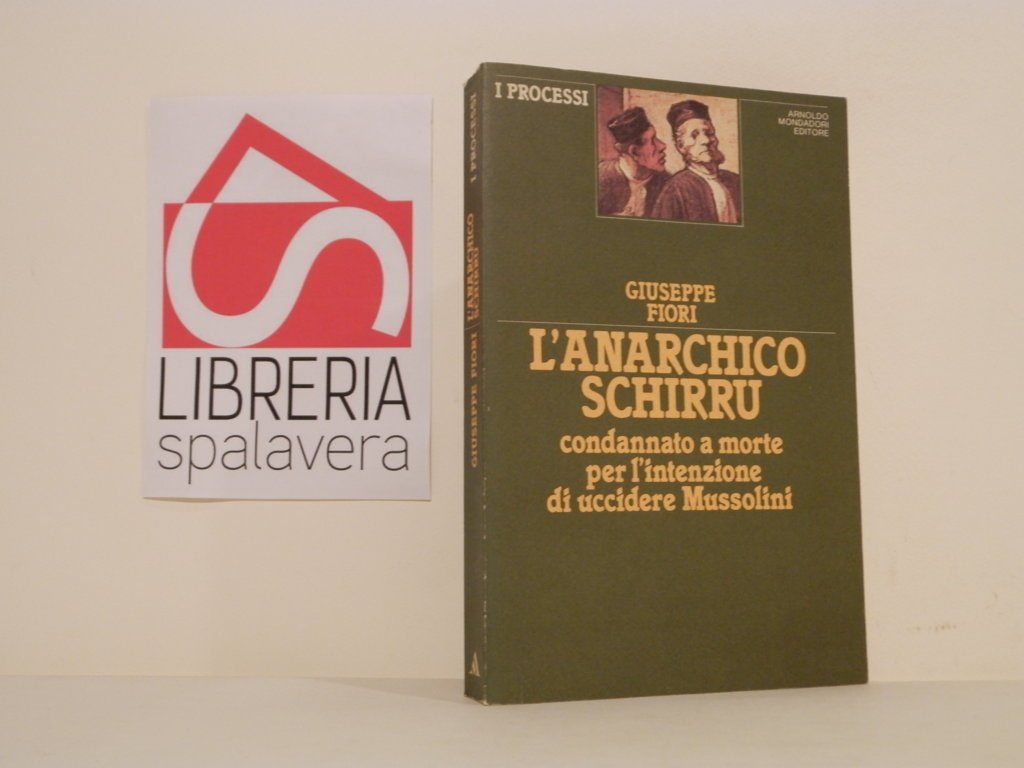 LIBRERIA
spalavera
I PROCESSI
L'ANARCHICO
SCHIRRU
GIUSEPPE FIORI
I PROCESSI
ARNOLDO
MONDADORI
EDITORE
GIUSEPPE
FIORI
L'ANARCHICO
SCHIRRU
condannato a morte
per l'intenzione
di uccidere Mussolini